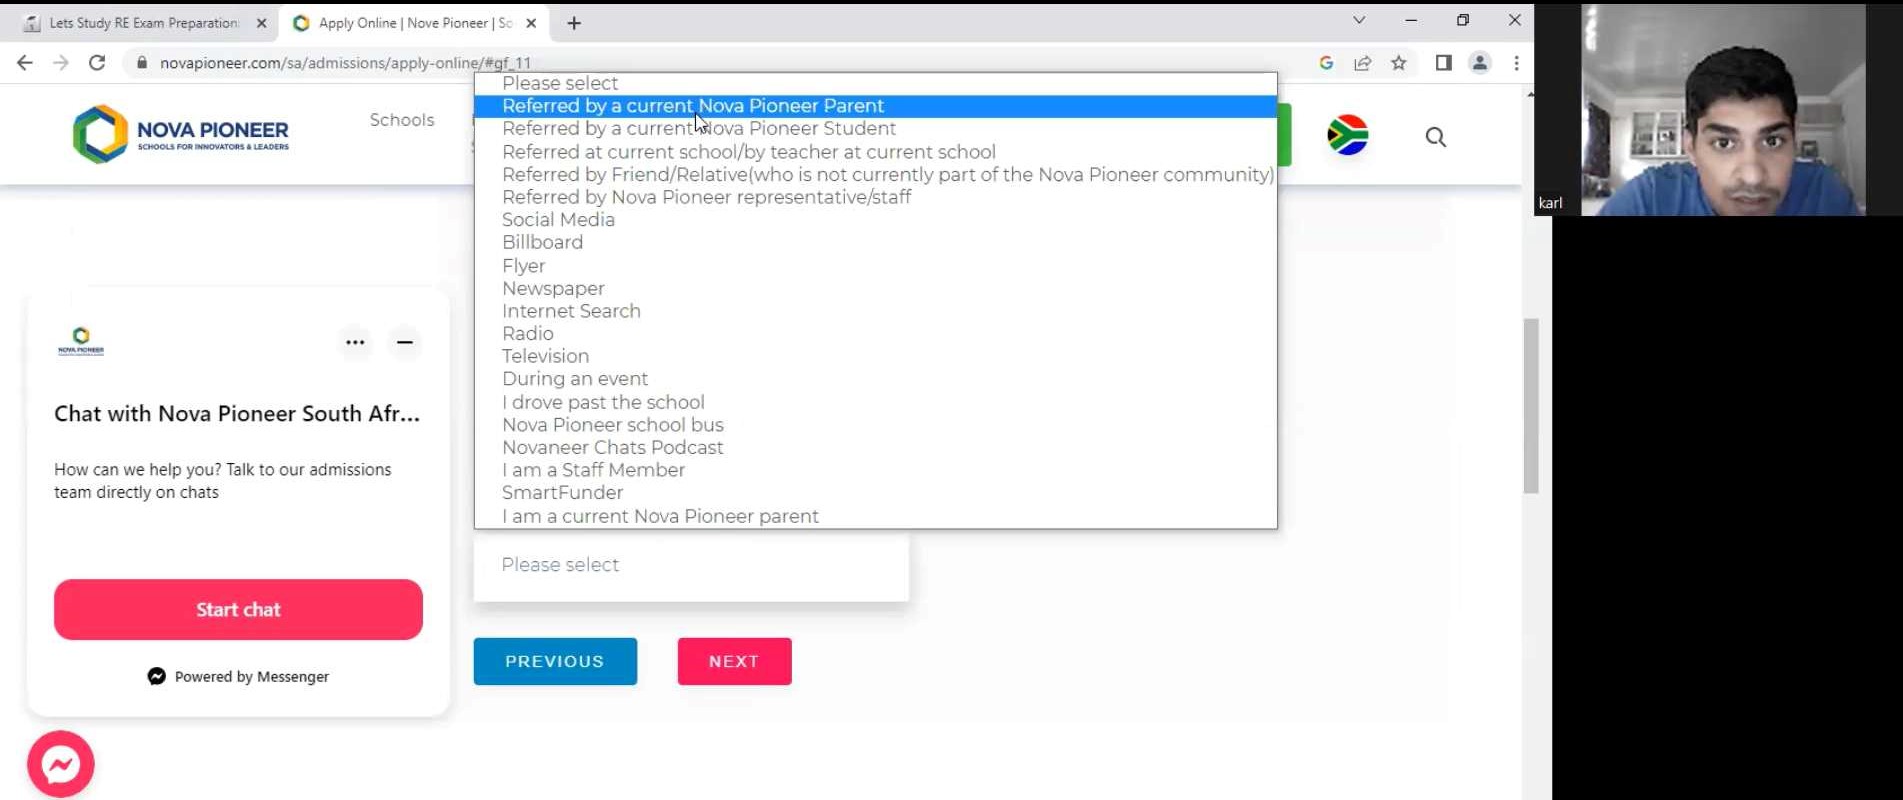 Lets Study RE Exam Preparation:
Apply Online | Nove Pioneer | So
novapioneer.com/sa/admissions/apply-online/#gf_11
NOVA PIONEER
SCHOOLS FOR INNOVATORS & LEADERS
Schools
karl
Please select
Referred by a current Nova Pioneer Parent
Referred by a current Nova Pioneer Student
Referred at current school/by teacher at current school
Referred by Friend/Relative(who is not currently part of the Nova Pioneer community)
Referred by Nova Pioneer representative/staff
Social Media
Billboard
Flyer
Newspaper
Internet Search
Radio
Television
During an event
I drove past the school
Nova Pioneer school bus
Novaneer Chats Podcast
I am a Staff Member
SmartFunder
I am a current Nova Pioneer parent
Please select
PREVIOUS
NEXT
NOVA PIONEER
Chat with Nova Pioneer South Afr...
How can we help you? Talk to our admissions
team directly on chats
Start chat
Powered by Messenger